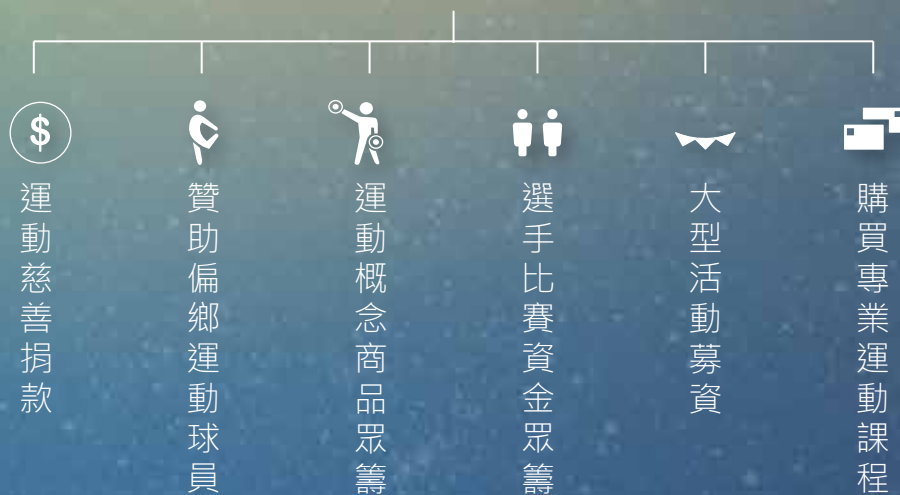 $
運動慈善捐款
贊助偏鄉運動球員
運動概念商品眾籌
選手比賽資金眾籌
大型活動募資
購買專業運動課程